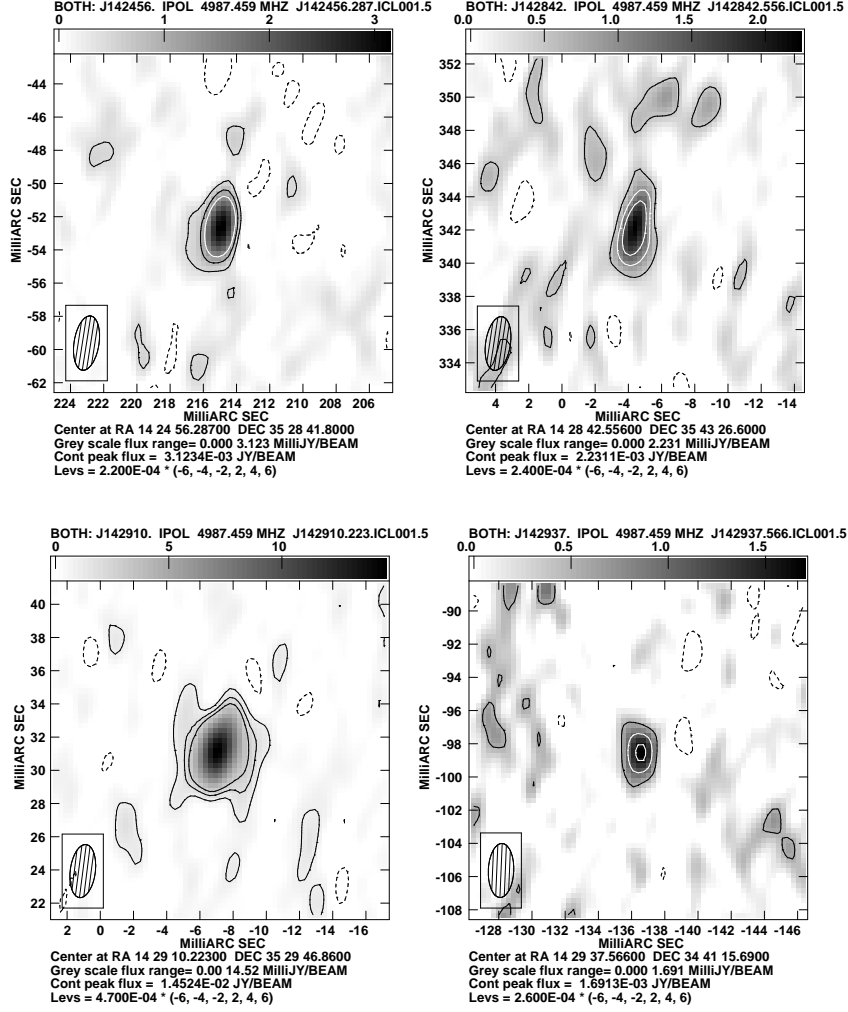 BOTH: J142456. IPOL 4987.459 MHZ J142456.287.ICL001.5
1 2 3
MilliARC SEC
-44
-48
-50
-52
-54
-56
-58
-60
-62
224 222 220 218 216 214 212 210 208 206
MilliARC SEC
Center at RA 14 24 56.28700 DEC 35 28 41.8000
Grey scale flux range= 0.000 3.123 MilliJY/BEAM
Cont peak flux = 3.1234E-03 JY/BEAM
Levs = 2.200E-04 * (-6, -4, -2, 2, 4, 6)
BOTH: J142842. IPOL 4987.459 MHZ J142842.556.ICL001.5
0.0 0.5 1.0 1.5 2.0
MilliARC SEC
352
350
348
346
344
342
340
338
336
334
4 2 0 -2 -4 -6 -8 -10 -12 -14
MilliARC SEC
Center at RA 14 28 42.55600 DEC 35 43 26.6000
Grey scale flux range= 0.000 2.231 MilliJY/BEAM
Cont peak flux = 2.2311E-03 JY/BEAM
Levs = 2.400E-04 * (-6, -4, -2, 2, 4, 6)
BOTH: J142910. IPOL 4987.459 MHZ J142910.223.ICL001.5
0 5 10
MilliARC SEC
40
38
36
34
32
30
28
26
24
22
2 0 -2 -4 -6 -8 -10 -12 -14 -16
MilliARC SEC
Center at RA 14 29 10.22300 DEC 35 29 46.8600
Grey scale flux range= 0.00 14.52 MilliJY/BEAM
Cont peak flux = 1.4524E-02 JY/BEAM
Levs = 4.700E-04 * (-6, -4, -2, 2, 4, 6)
BOTH: J142937. IPOL 4987.459 MHZ J142937.566.ICL001.5
0.0 0.5 1.0 1.5
MilliARC SEC
-90
-92
-94
-96
-98
-100
-102
-104
-106
-108
-128 -130 -132 -134 -136 -138 -140 -142 -144 -146
MilliARC SEC
Center at RA 14 29 37.56600 DEC 34 41 15.6900
Grey scale flux range= 0.000 1.691 MilliJY/BEAM
Cont peak flux = 1.6913E-03 JY/BEAM
Levs = 2.600E-04 * (-6, -4, -2, 2, 4, 6)